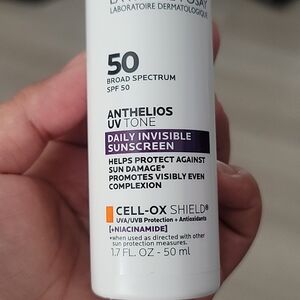 LABORATOIRE DERMATOLOGIQUE
50
BROAD SPECTRUM
SPF 50
ANTHELIOS
UV TONE
DAILY INVISIBLE
SUNSCREEN
HELPS PROTECT AGAINST
SUN DAMAGE*
PROMOTES VISIBLY EVEN
COMPLEXION
CELL-OX SHIELD®
UVA/UVB Protection + Antioxidants
[+NIACINAMIDE]
*when used as directed with other
sun protection measures.
1.7 FL. OZ - 50 ml